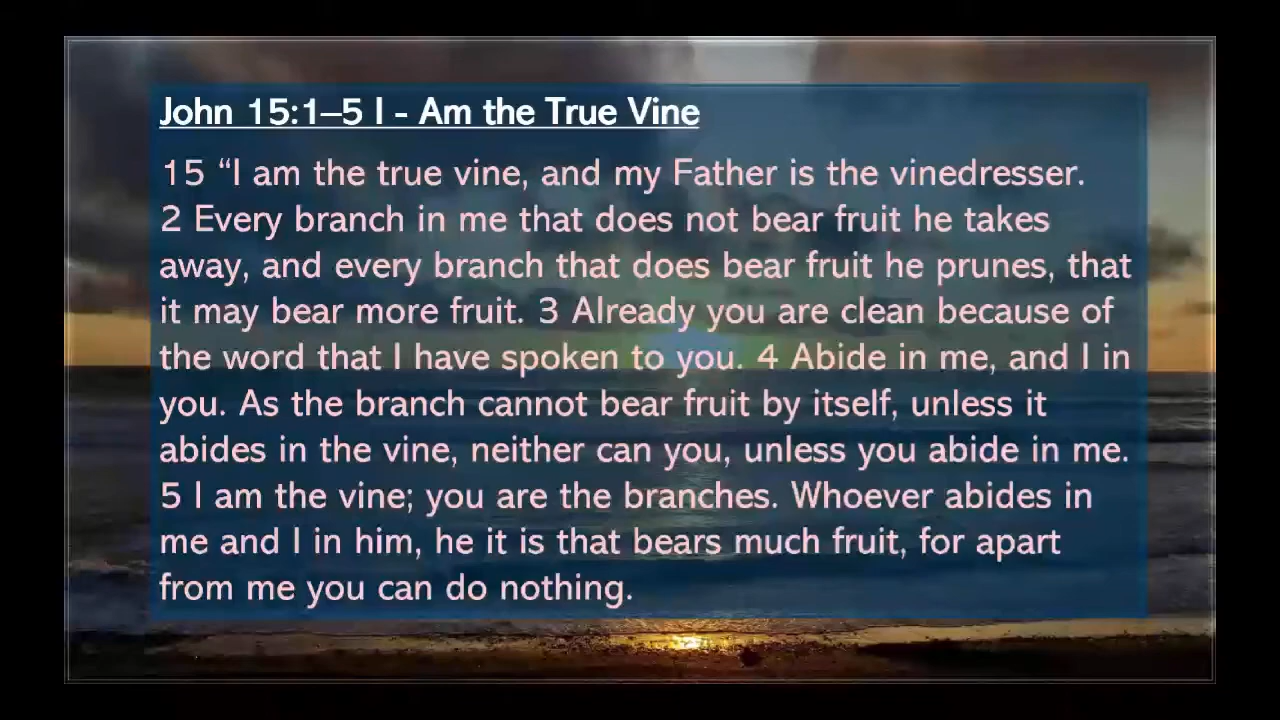 John 15:1–5 I - Am the True Vine
15 “I am the true vine, and my Father is the vinedresser.
2 Every branch in me that does not bear fruit he takes
away, and every branch that does bear fruit he prunes, that
it may bear more fruit. 3 Already you are clean because of
the word that I have spoken to you. 4 Abide in me, and I in
you. As the branch cannot bear fruit by itself, unless it
abides in the vine, neither can you, unless you abide in me.
5 I am the vine; you are the branches. Whoever abides in
me and I in him, he it is that bears much fruit, for apart
from me you can do nothing.